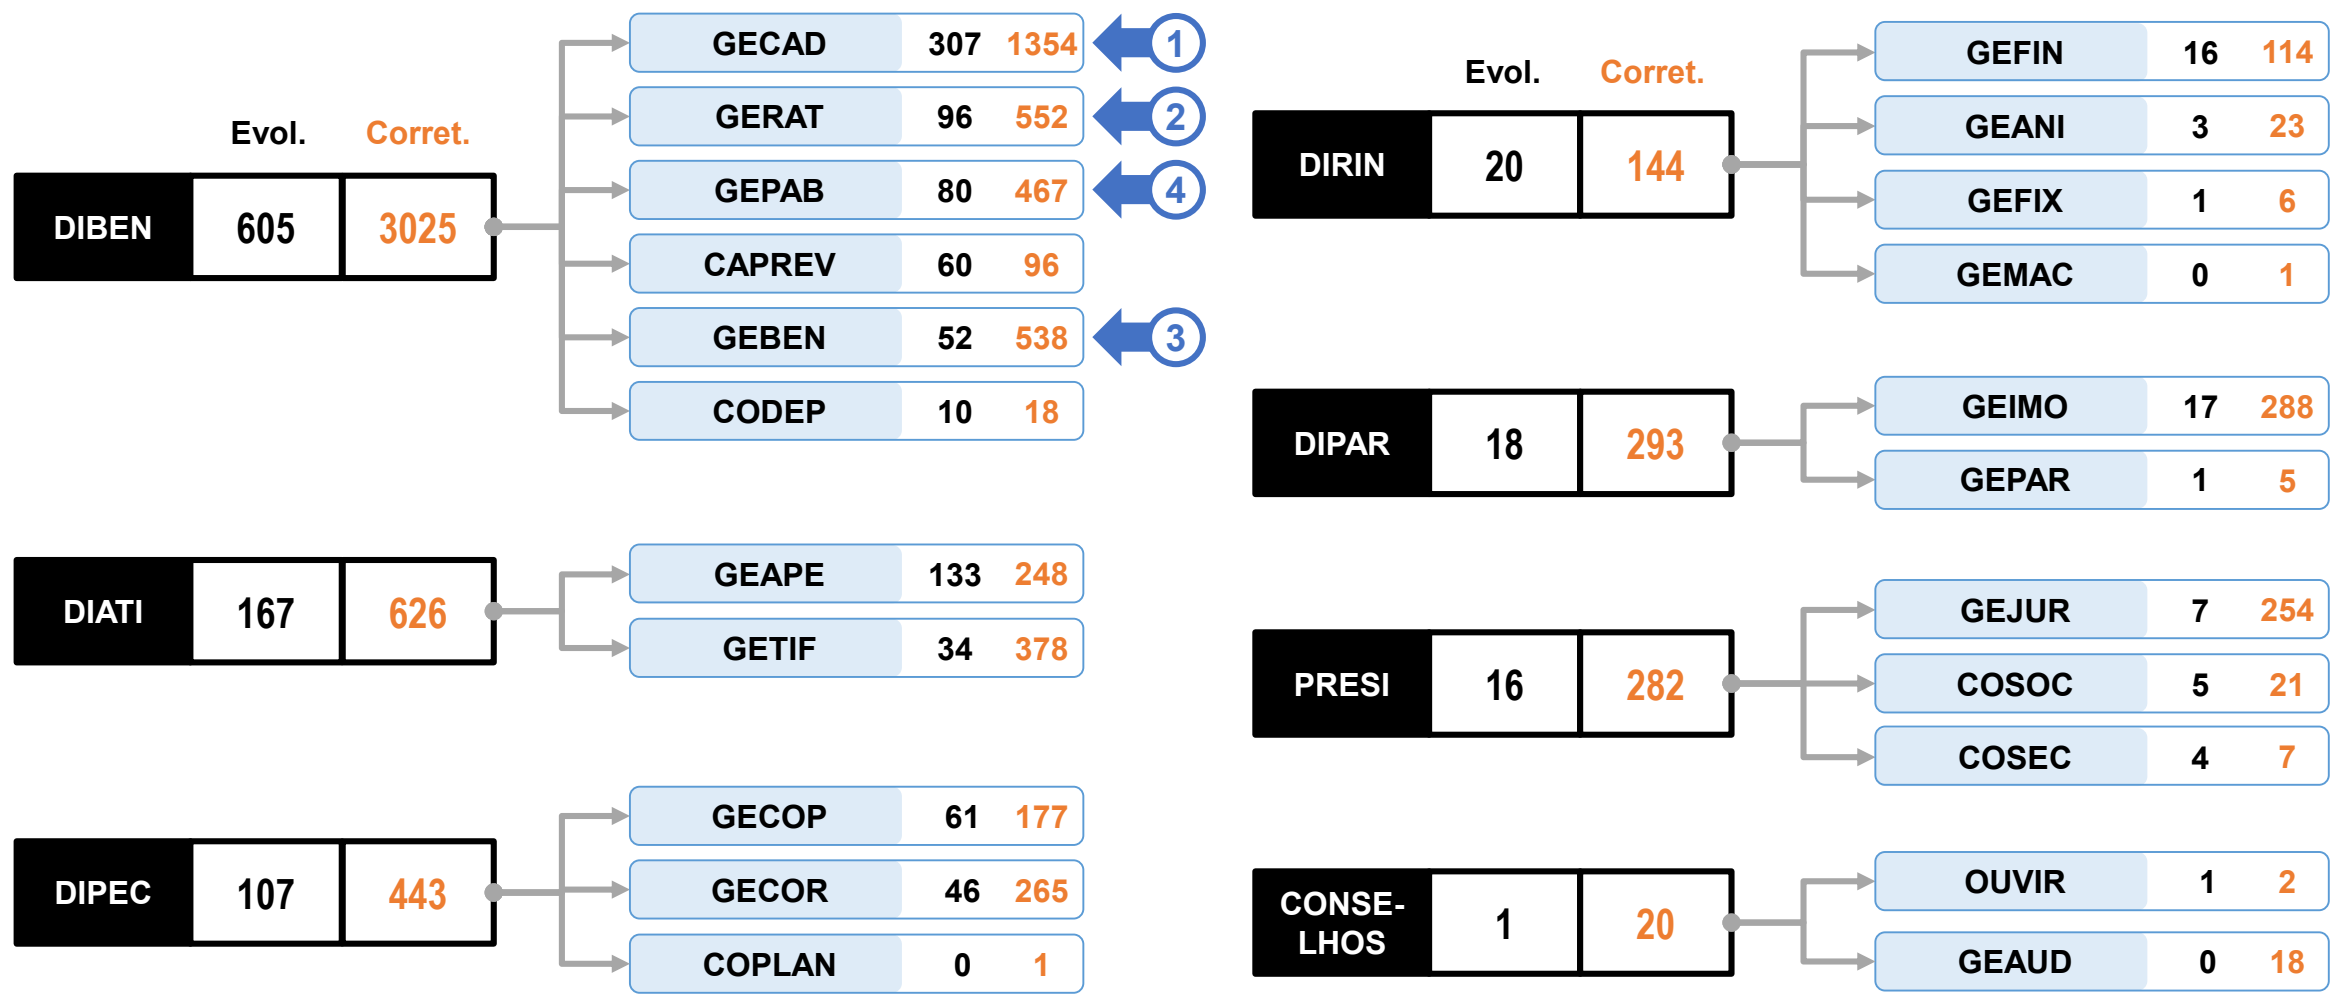 Evol. Corret.
DIBEN 605 3025
GECAD 307 1354 1
GERAT 96 552 2
GEPAB 80 467 4
CAPREV 60 96
GEBEN 52 538 3
CODEP 10 18
DIATI 167 626
GEAPE 133 248
GETIF 34 378
DIPEC 107 443
GECOP 61 177
GECOR 46 265
COPLAN 0 1
Evol. Corret.
DIRIN 20 144
GEFIN 16 114
GEANI 3 23
GEFIX 1 6
GEMAC 0 1
DIPAR 18 293
GEIMO 17 288
GEPAR 1 5
PRESI 16 282
GEJUR 7 254
COSOC 5 21
COSEC 4 7
CONSE-
LHOS 1 20
OUVIR 1 2
GEAUD 0 18